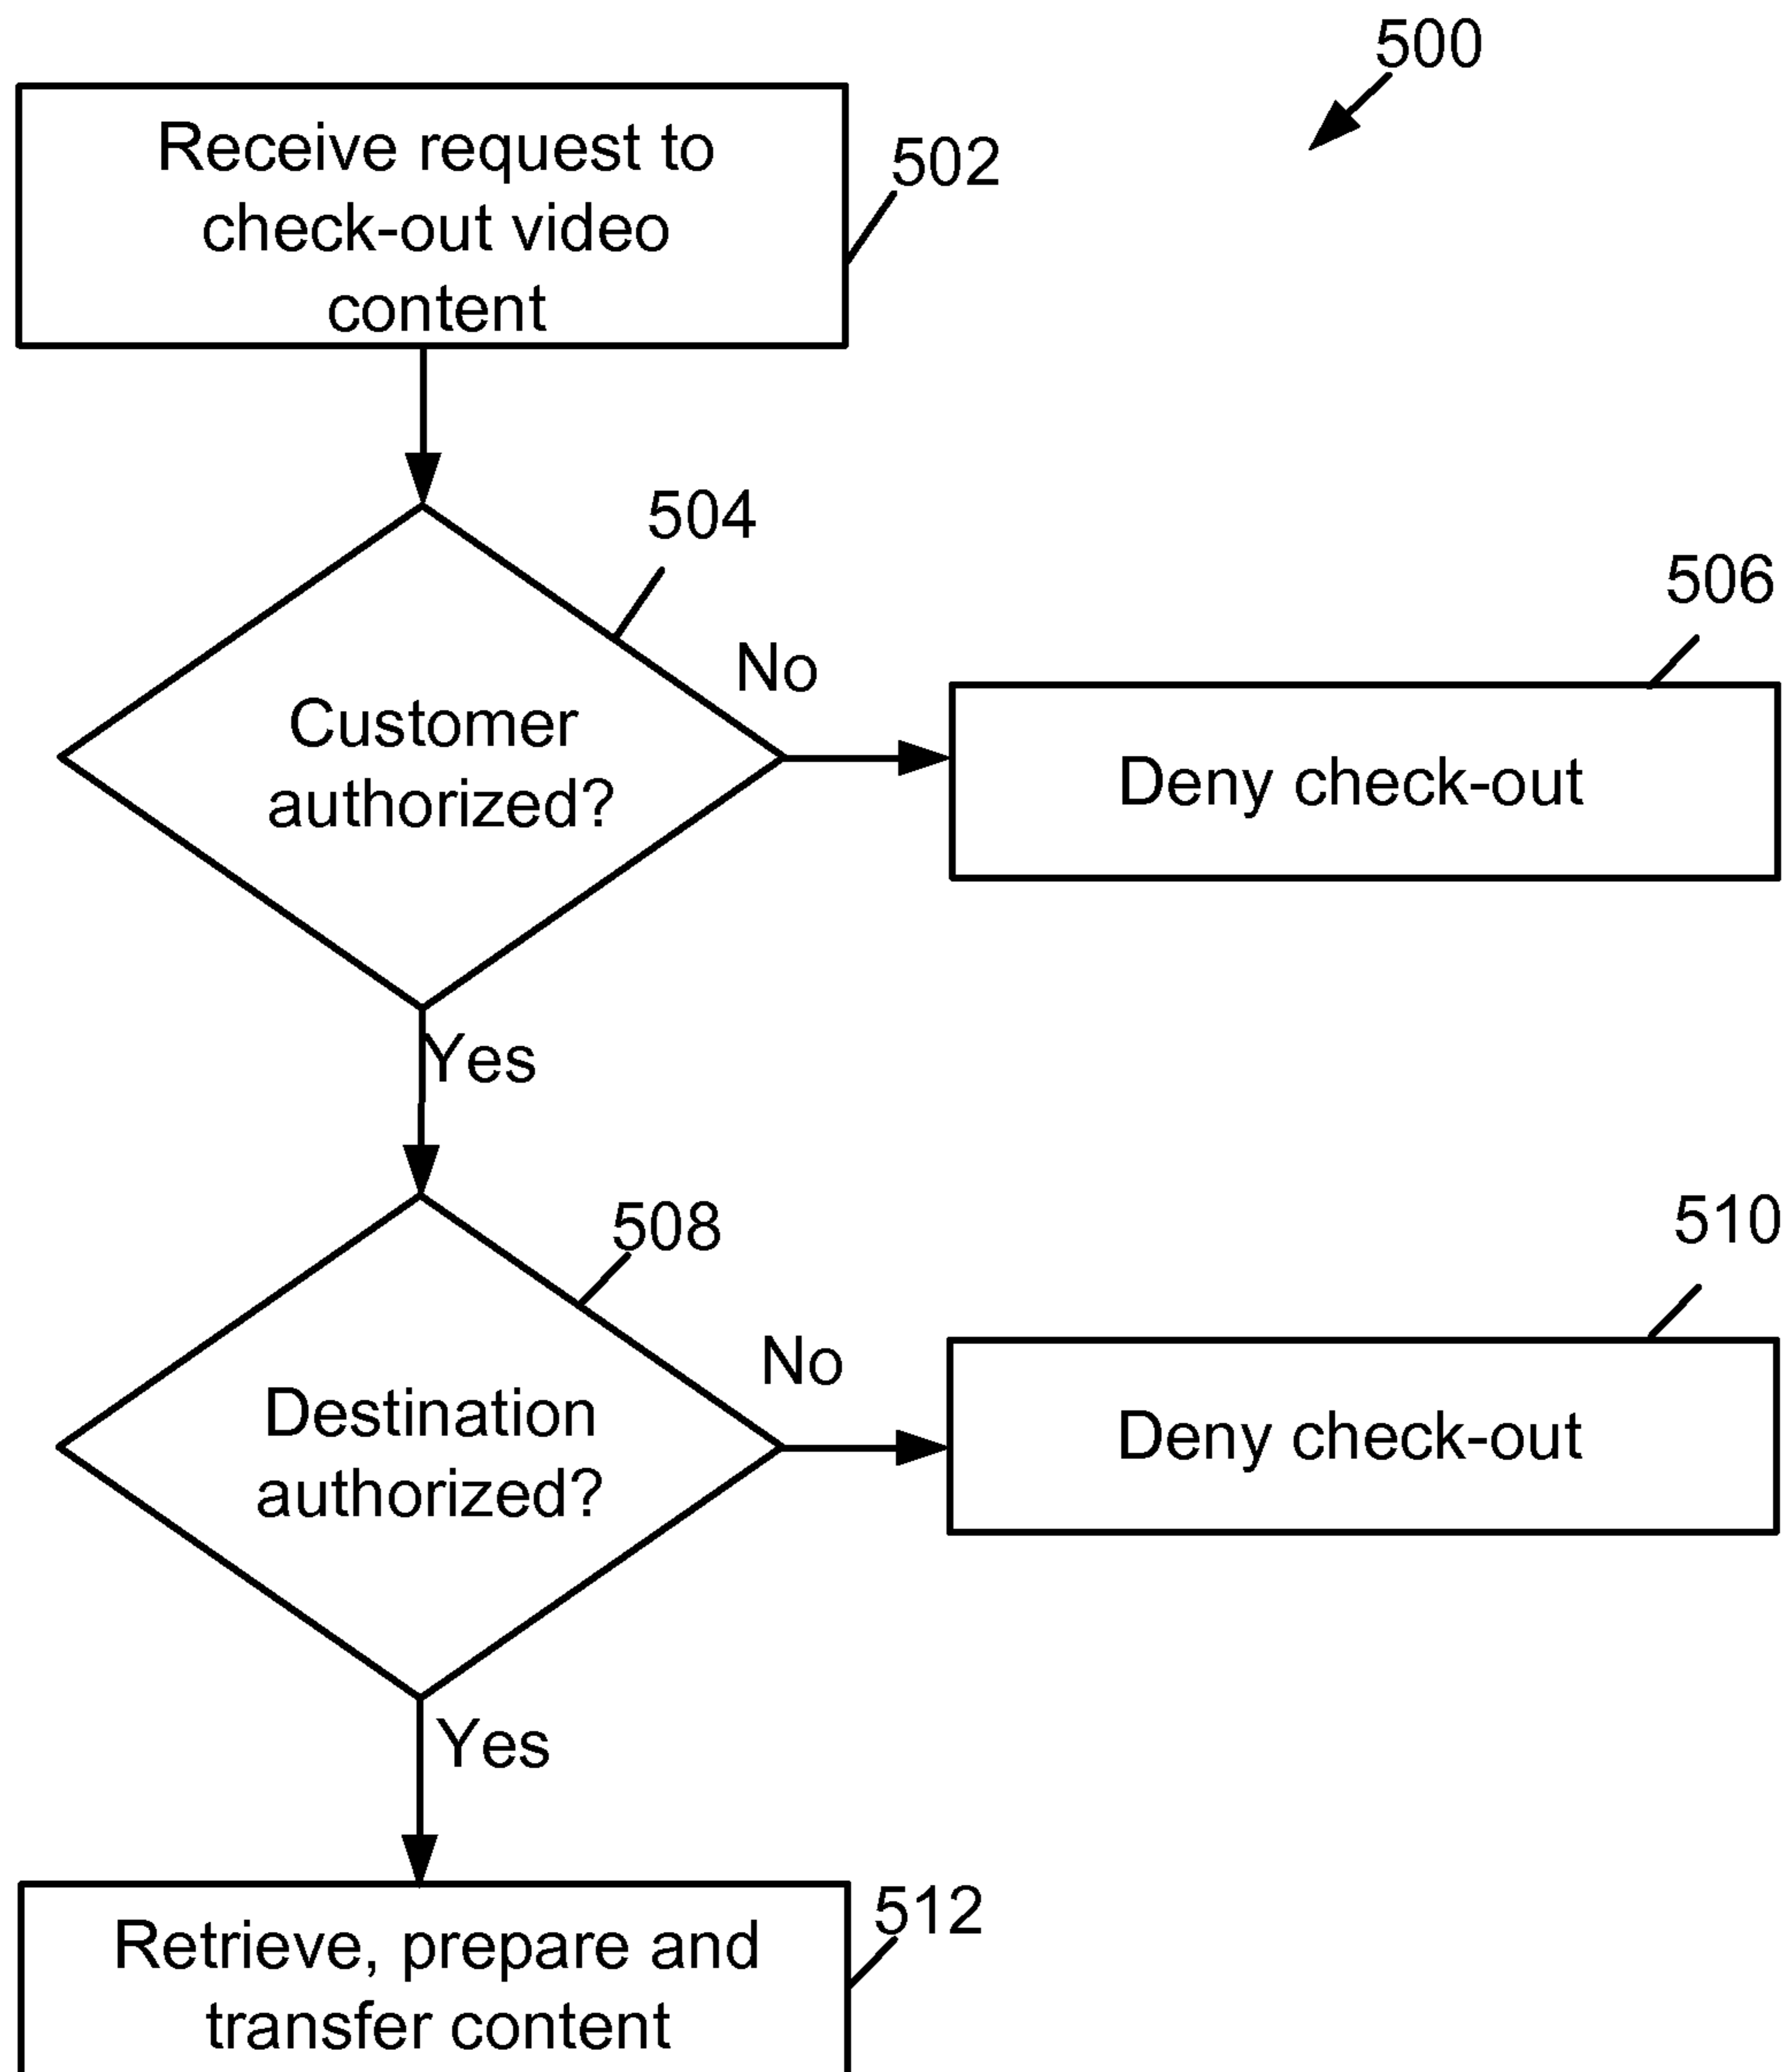 500
Receive request to
check-out video
content
502
504
No
506
Customer
authorized?
Deny check-out
Yes
508
510
No
Destination
authorized?
Deny check-out
Yes
512
Retrieve, prepare and
transfer content